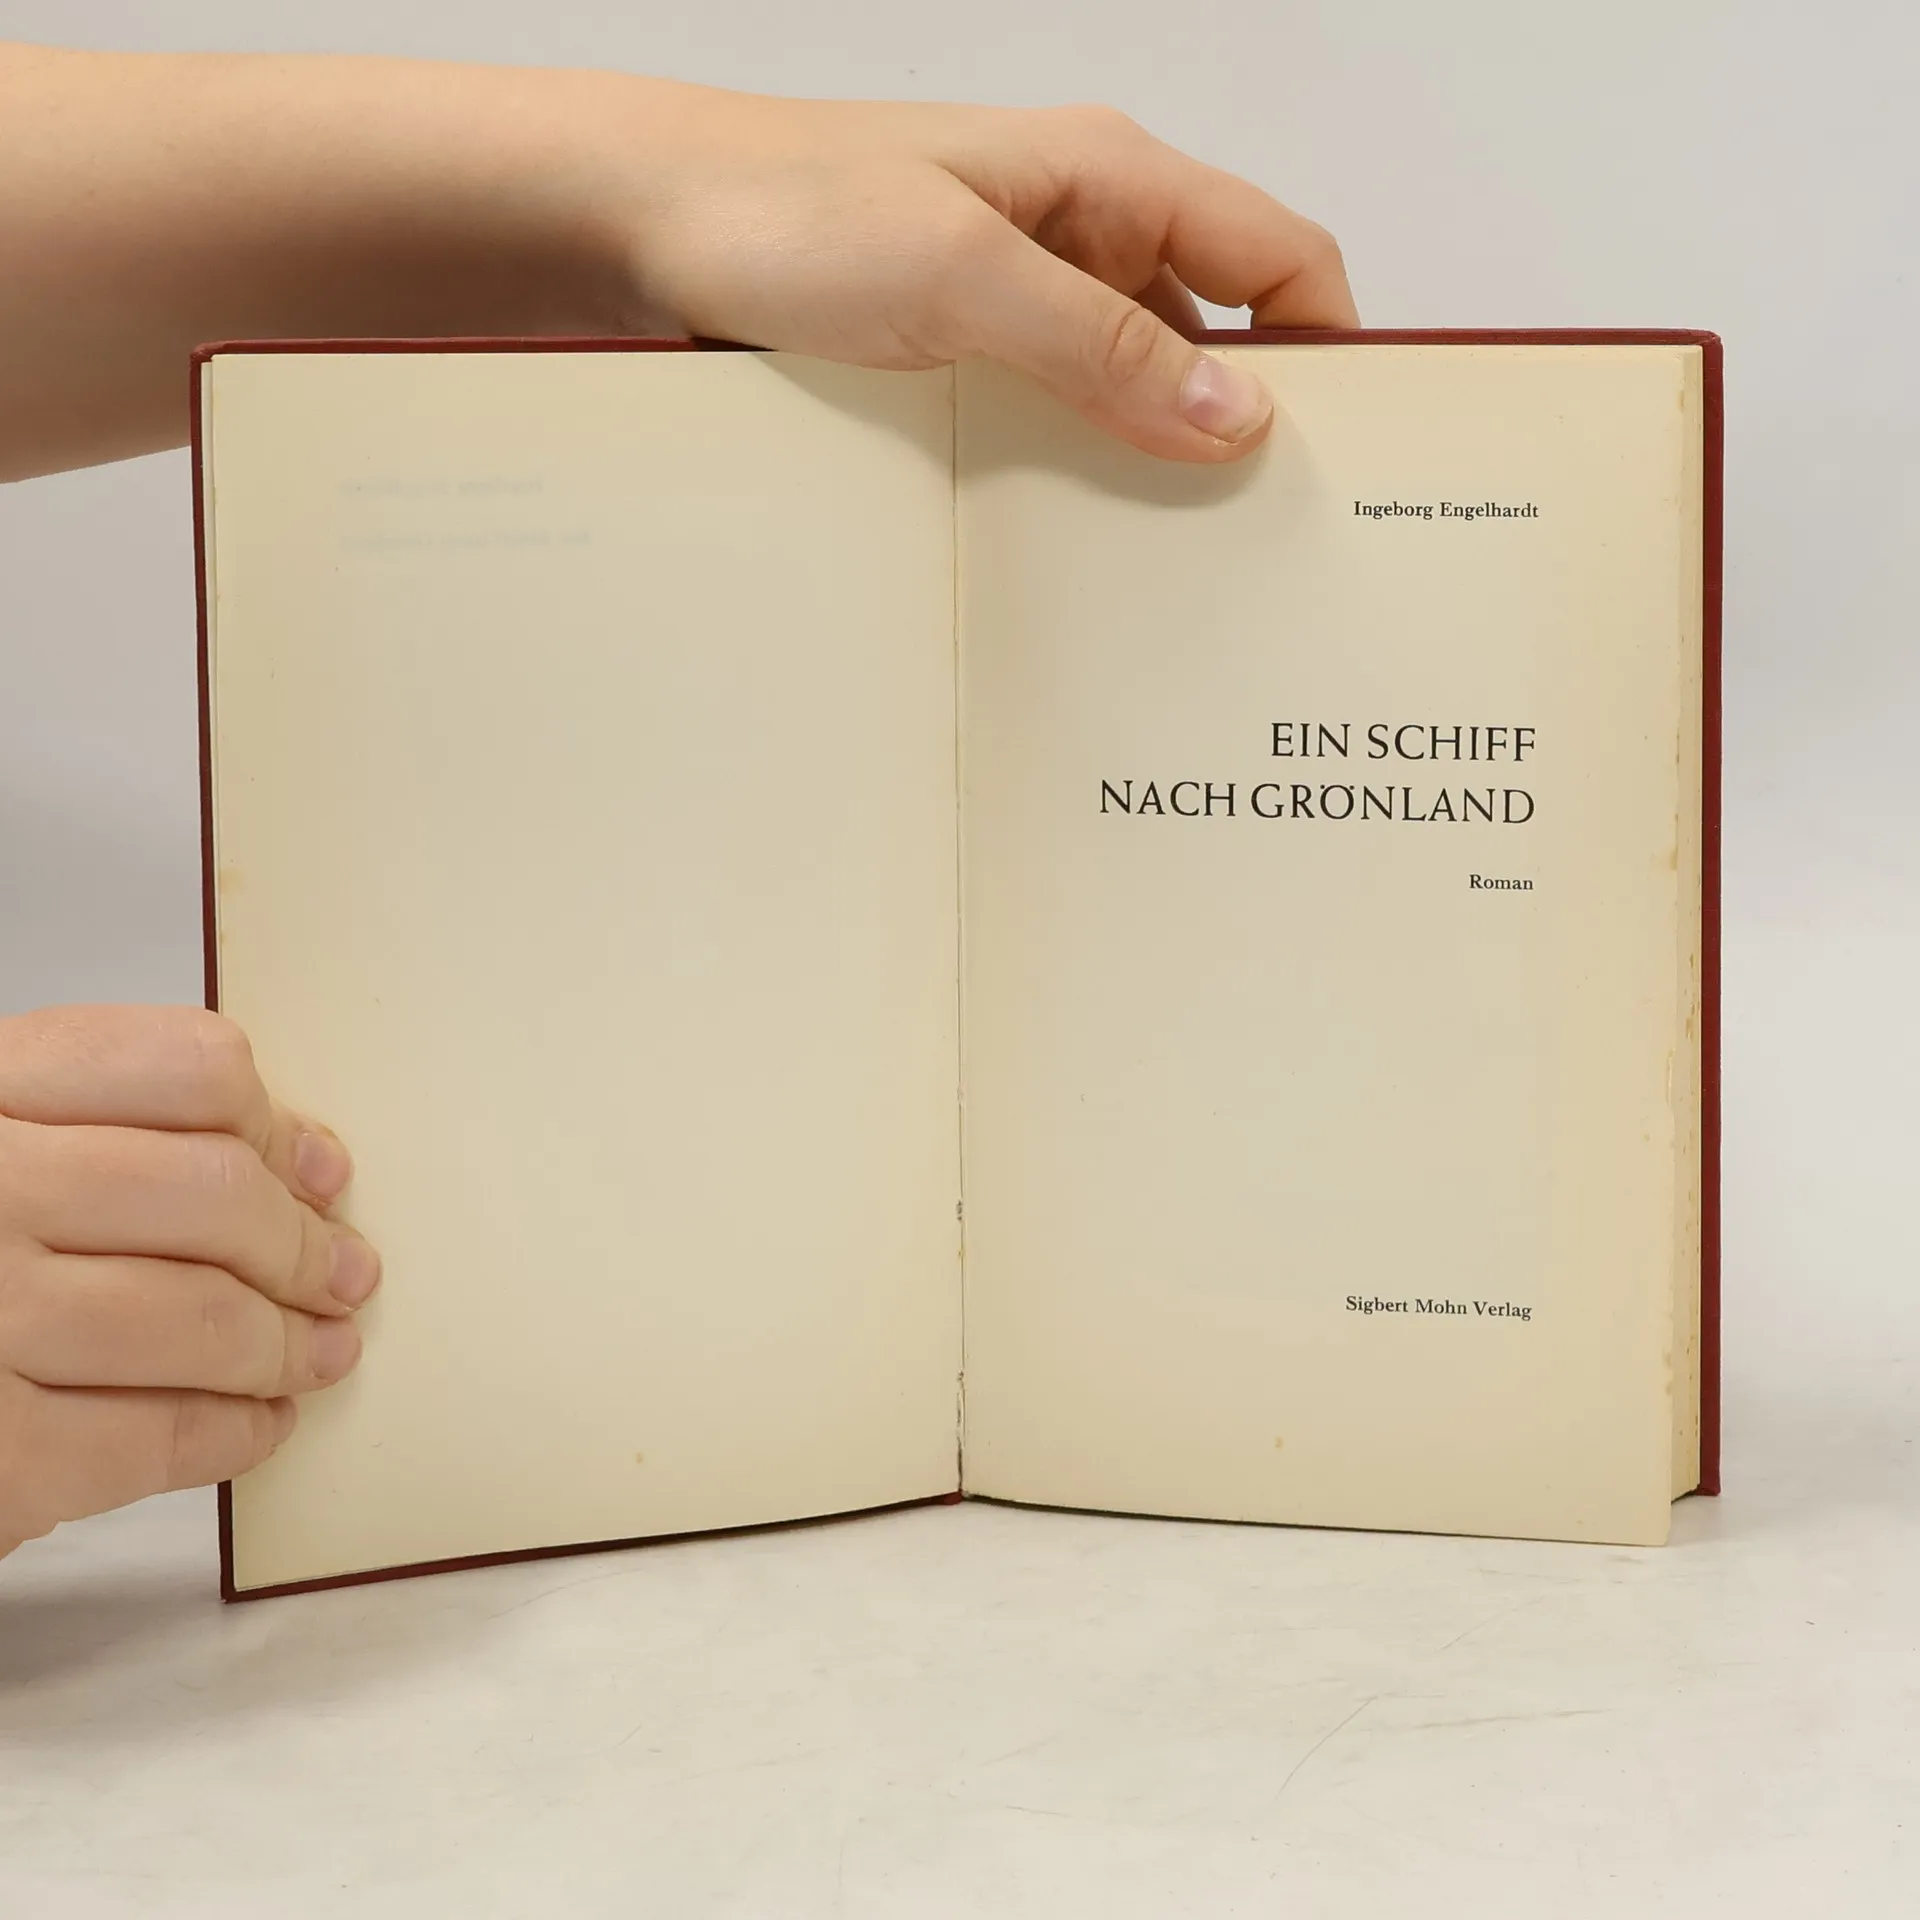 Ingeborg Engelhardt
EIN SCHIFF
NACH GRÖNLAND
Roman
Sigbert Mohn Verlag